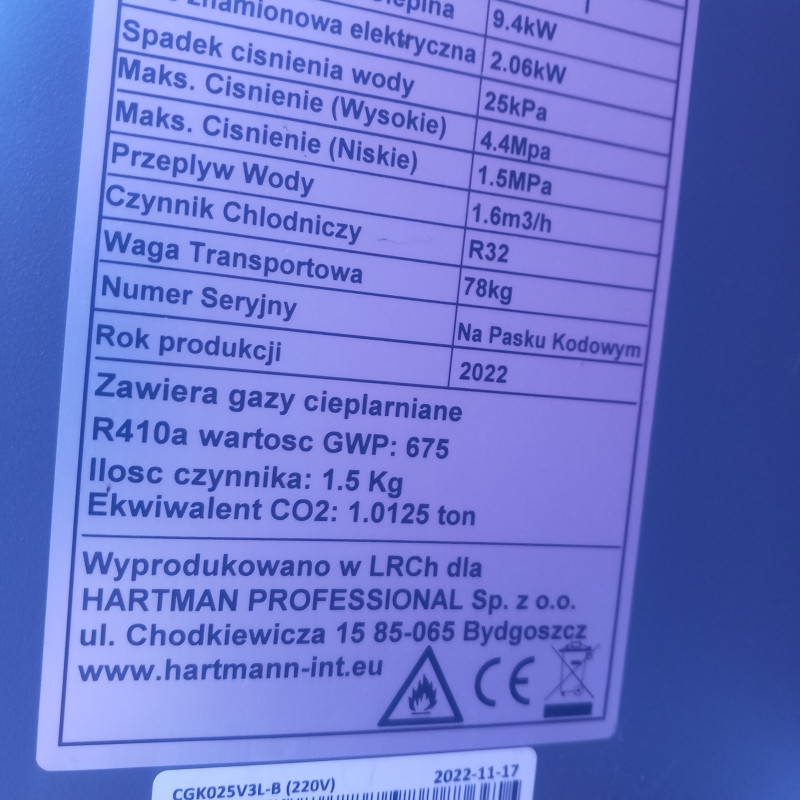 9.4kW
znamionowa elektryczna 2.06kW
Spadek cisnienia wody 25kPa
Maks. Cisnienie (Wysokie) 4.4Mpa
Maks. Cisnienie (Niskie) 1.5MPa
Przeplyw Wody 1.6m3/h
Czynnik Chlodniczy R32
Waga Transportowa 78kg
Numer Seryjny Na Pasku Kodowym
Rok produkcji 2022
Zawiera gazy cieplarniane
R410a wartosc GWP: 675
Ilosc czynnika: 1.5 Kg
Ekwiwalent CO2: 1.0125 ton
Wyprodukowano w LRCh dla
HARTMAN PROFESSIONAL Sp. z o.o.
ul. Chodkiewicza 15 85-065 Bydgoszcz
www.hartmann-int.eu
CE
CGK025V3L-B (220V) 2022-11-17